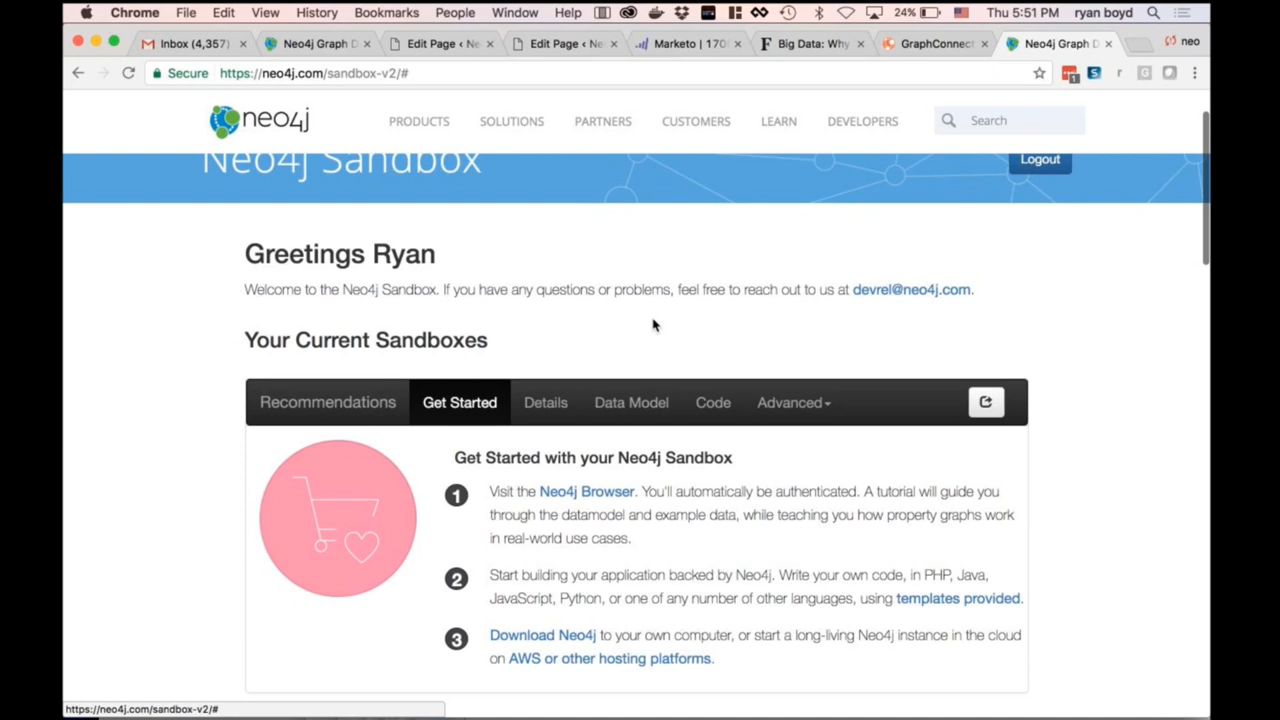 Chrome File Edit View History Bookmarks People Window Help 24% Thu 5:51 PM ryan boyd
Inbox (4,357) × Neo4j Graph D × Edit Page ‹ Ne × Edit Page ‹ Ne × Marketo | 170 × Big Data: Why × GraphConnect × Neo4j Graph D × neo
Secure https://neo4j.com/sandbox-v2/# 1
neo4j PRODUCTS SOLUTIONS PARTNERS CUSTOMERS LEARN DEVELOPERS Search
Neo4j Sandbox Logout
Greetings Ryan
Welcome to the Neo4j Sandbox. If you have any questions or problems, feel free to reach out to us at devrel@neo4j.com.
Your Current Sandboxes
Recommendations Get Started Details Data Model Code Advanced
Get Started with your Neo4j Sandbox
1 Visit the Neo4j Browser. You'll automatically be authenticated. A tutorial will guide you
through the datamodel and example data, while teaching you how property graphs work
in real-world use cases.
2 Start building your application backed by Neo4j. Write your own code, in PHP, Java,
JavaScript, Python, or one of any number of other languages, using templates provided.
3 Download Neo4j to your own computer, or start a long-living Neo4j instance in the cloud
on AWS or other hosting platforms.
https://neo4j.com/sandbox-v2/#